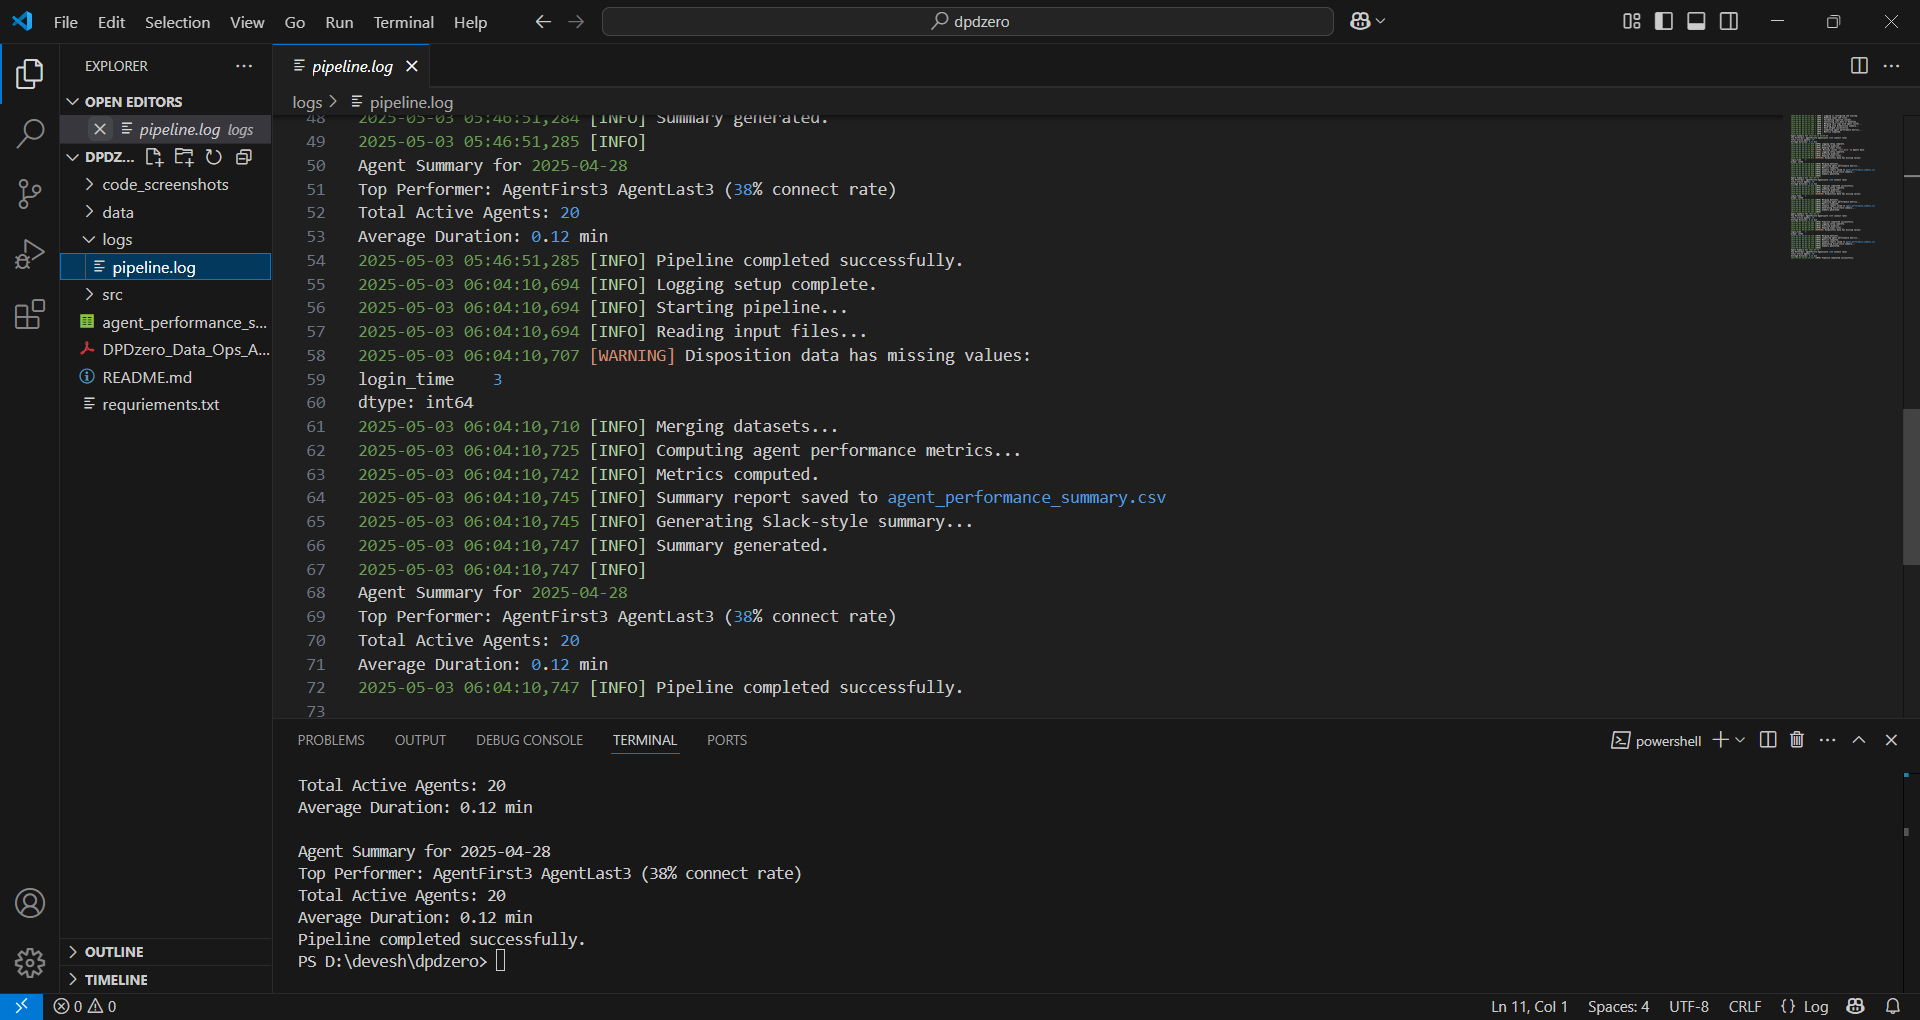 File Edit Selection View Go Run Terminal Help dpdzero
EXPLORER
OPEN EDITORS
pipeline.log logs
DPDZ...
code_screenshots
data
logs
pipeline.log
src
agent_performance_s...
DPDzero_Data_Ops_A...
README.md
requriements.txt
OUTLINE
TIMELINE
pipeline.log
logs > pipeline.log
48 2025-05-03 05:46:51,284 [INFO] Summary generated.
49 2025-05-03 05:46:51,285 [INFO]
50 Agent Summary for 2025-04-28
51 Top Performer: AgentFirst3 AgentLast3 (38% connect rate)
52 Total Active Agents: 20
53 Average Duration: 0.12 min
54 2025-05-03 05:46:51,285 [INFO] Pipeline completed successfully.
55 2025-05-03 06:04:10,694 [INFO] Logging setup complete.
56 2025-05-03 06:04:10,694 [INFO] Starting pipeline...
57 2025-05-03 06:04:10,694 [INFO] Reading input files...
58 2025-05-03 06:04:10,707 [WARNING] Disposition data has missing values:
59 login_time    3
60 dtype: int64
61 2025-05-03 06:04:10,710 [INFO] Merging datasets...
62 2025-05-03 06:04:10,725 [INFO] Computing agent performance metrics...
63 2025-05-03 06:04:10,742 [INFO] Metrics computed.
64 2025-05-03 06:04:10,745 [INFO] Summary report saved to agent_performance_summary.csv
65 2025-05-03 06:04:10,745 [INFO] Generating Slack-style summary...
66 2025-05-03 06:04:10,747 [INFO] Summary generated.
67 2025-05-03 06:04:10,747 [INFO]
68 Agent Summary for 2025-04-28
69 Top Performer: AgentFirst3 AgentLast3 (38% connect rate)
70 Total Active Agents: 20
71 Average Duration: 0.12 min
72 2025-05-03 06:04:10,747 [INFO] Pipeline completed successfully.
73
PROBLEMS OUTPUT DEBUG CONSOLE TERMINAL PORTS powershell
Total Active Agents: 20
Average Duration: 0.12 min
Agent Summary for 2025-04-28
Top Performer: AgentFirst3 AgentLast3 (38% connect rate)
Total Active Agents: 20
Average Duration: 0.12 min
Pipeline completed successfully.
PS D:\devesh\dpdzero>
0 0 Ln 11, Col 1 Spaces: 4 UTF-8 CRLF {} Log